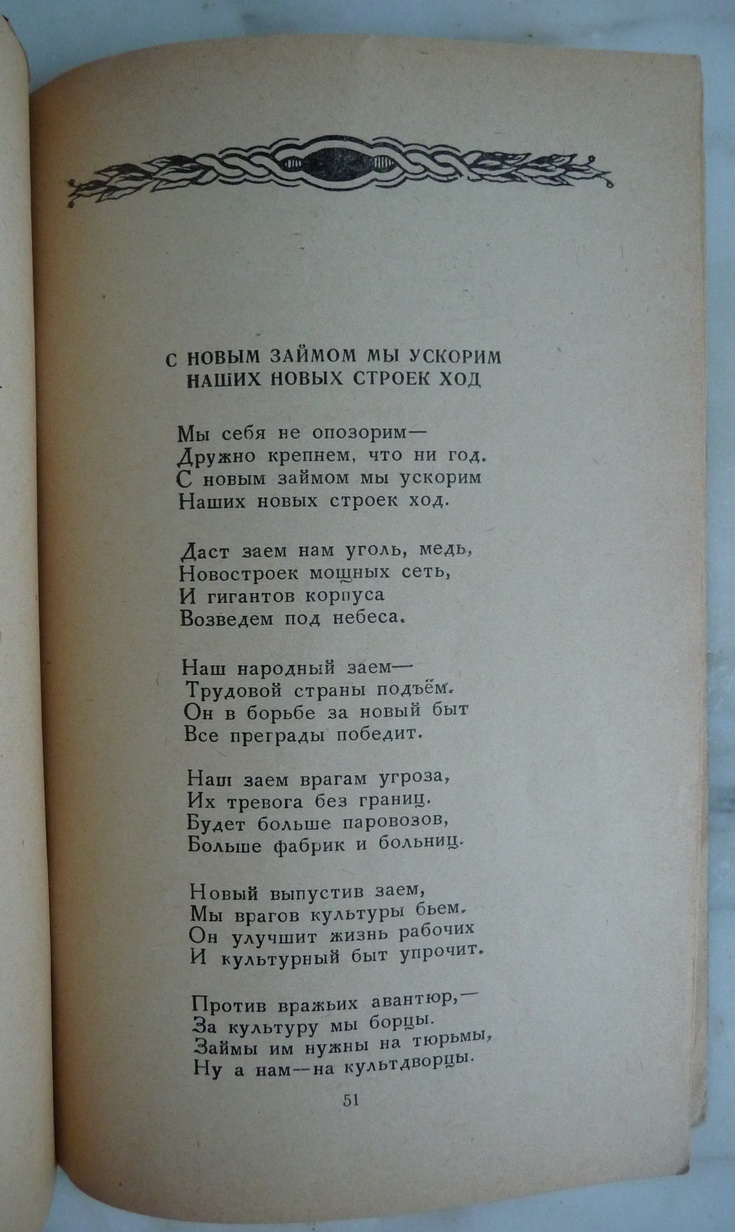 С НОВЫМ ЗАЙМОМ МЫ УСКОРИМ
НАШИХ НОВЫХ СТРОЕК ХОД
Мы себя не опозорим—
Дружно крепнем, что ни год.
С новым займом мы ускорим
Наших новых строек ход.
Даст заем нам уголь, медь,
Новостроек мощных сеть,
И гигантов корпуса
Возведем под небеса.
Наш народный заем—
Трудовой страны подъём.
Он в борьбе за новый быт
Все преграды победит.
Наш заем врагам угроза,
Их тревога без границ.
Будет больше паровозов,
Больше фабрик и больниц.
Новый выпустив заем,
Мы врагов культуры бьем.
Он улучшит жизнь рабочих
И культурный быт упрочит.
Против вражьих авантюр,—
За культуру мы борцы.
Займы им нужны на тюрьмы,
Ну а нам—на культдворцы.
51